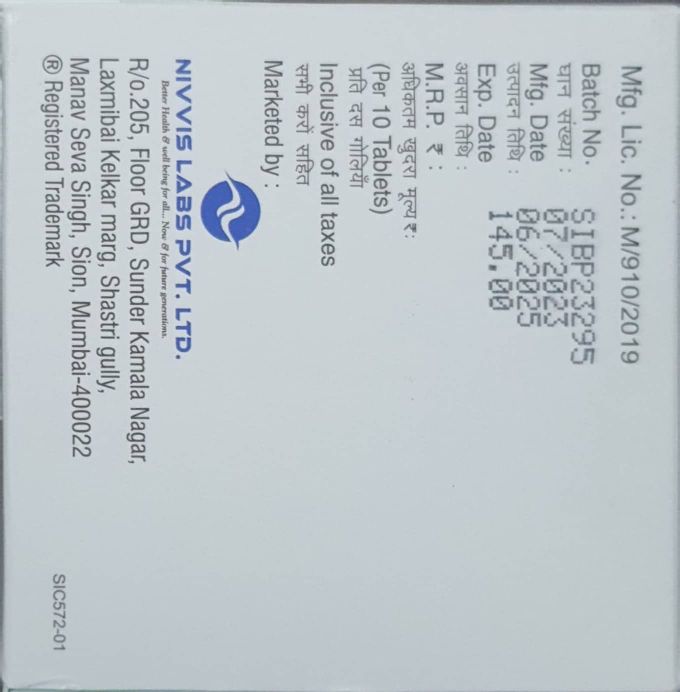 Mfg. Lic. No.: M/910/2019
Batch No. SIBP23295
घान संख्या :
07/2023
Mfg. Date
06/2025
उत्पादन तिथि :
145.00
Exp. Date
अवसान तिथि :
M.R.P. ₹ :
अधिकतम खुदरा मूल्य ₹:
(Per 10 Tablets)
प्रति दस गोलियाँ
Inclusive of all taxes
सभी करों सहित
Marketed by :
NIVVIS LABS PVT. LTD.
Better Health & well being for all... Now & for future generations.
R/o.205, Floor GRD, Sunder Kamala Nagar,
Laxmibai Kelkar marg, Shastri gully,
Manav Seva Singh, Sion, Mumbai-400022
® Registered Trademark
SIC572-01